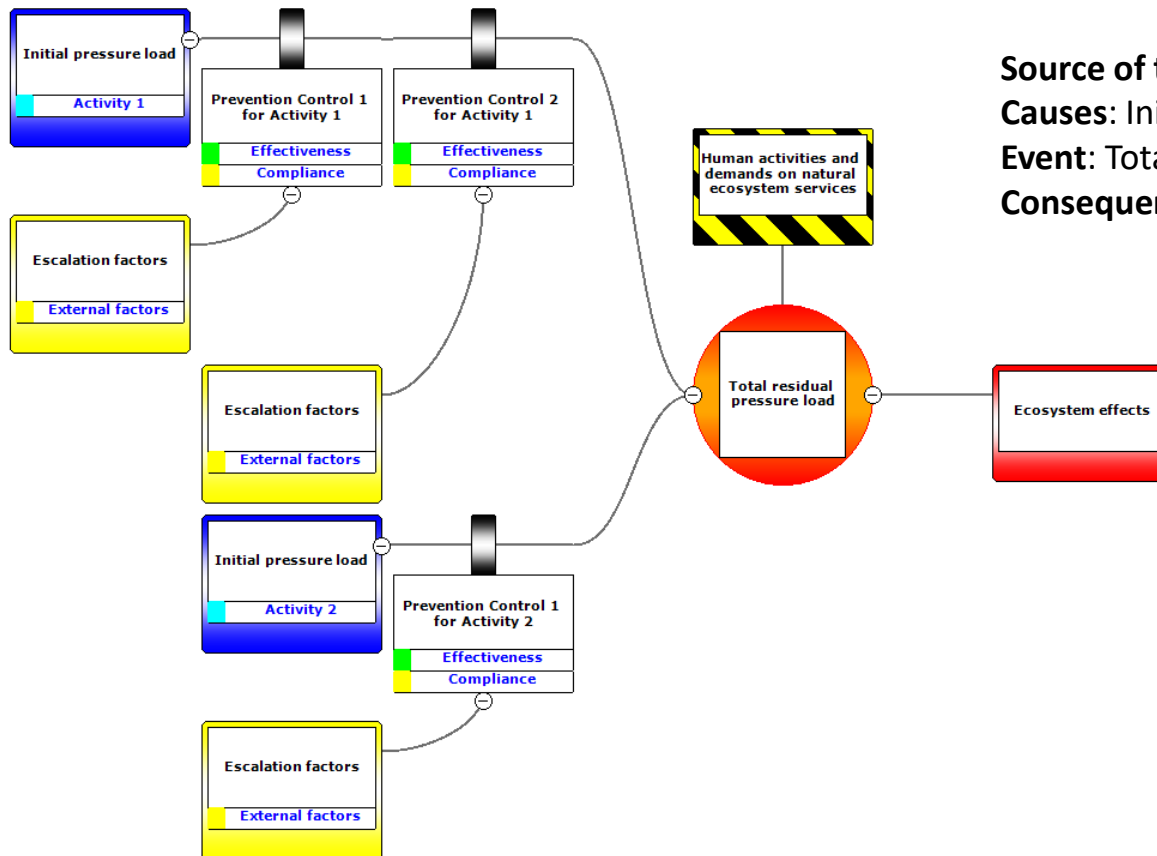 Initial pressure load
Activity 1
Prevention Control 1
for Activity 1
Effectiveness
Compliance
Prevention Control 2
for Activity 1
Effectiveness
Compliance
Source of
Causes:
Event:
Human activities and
demands on natural
ecosystem services
Escalation factors
External factors
Escalation factors
External factors
Total residual
pressure load
Ecosystem effects
Initial pressure load
Activity 2
Prevention Control 1
for Activity 2
Effectiveness
Compliance
Escalation factors
External factors